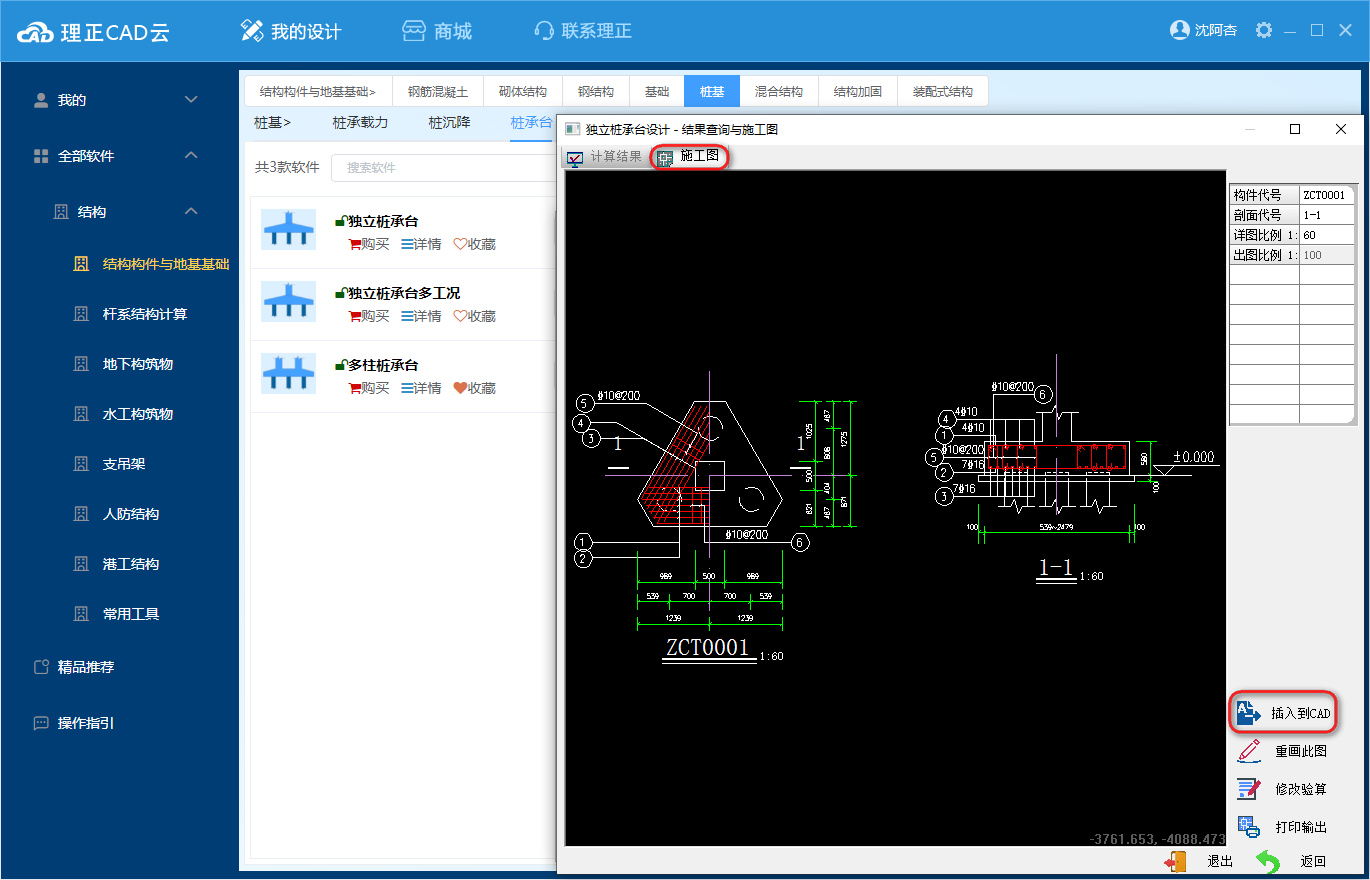 理正CAD云
我的设计
商城
联系理正
沈阿杏
我的
全部软件
结构
结构构件与地基基础
杆系结构计算
地下构筑物
水工构筑物
支吊架
人防结构
港工结构
常用工具
精品推荐
操作指引
结构构件与地基基础>
钢筋混凝土
砌体结构
钢结构
基础
桩基
混合结构
结构加固
装配式结构
桩基>
桩承载力
桩沉降
桩承台
共3款软件
搜索软件
独立桩承台
购买 详情 收藏
独立桩承台多工况
购买 详情 收藏
多柱桩承台
购买 详情 收藏
独立桩承台设计 - 结果查询与施工图
计算结果
施工图
5
ϕ10@200
4
3
1
1
1
2
ϕ10@200
6
1025
500
621
467
806
404
467
1275
871
989 500 989
539 700 700 539
1239 1239
ZCT0001
1:60
ϕ10@200
6
4
4ϕ10
1
4ϕ10
5
ϕ10@200
2
7ϕ16
3
7ϕ16
±0.000
580
100
100
539~2479
100
1-1
1:60
-3761.653, -4088.473
构件代号 ZCT0001
剖面代号 1-1
详图比例 1: 60
出图比例 1: 100
插入到CAD
重画此图
修改验算
打印输出
退出
返回